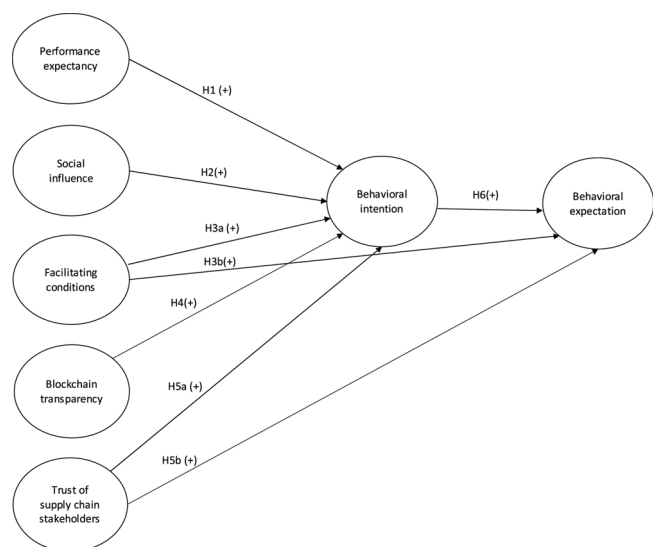 Performance
expectancy
H1 (+)
Social
influence
H2(+)
Behavioral
intention
H6(+)
Behavioral
expectation
H3a (+)
Facilitating
conditions
H3b(+)
H4(+)
Blockchain
transparency
H5a (+)
H5b (+)
Trust of
supply chain
stakeholders